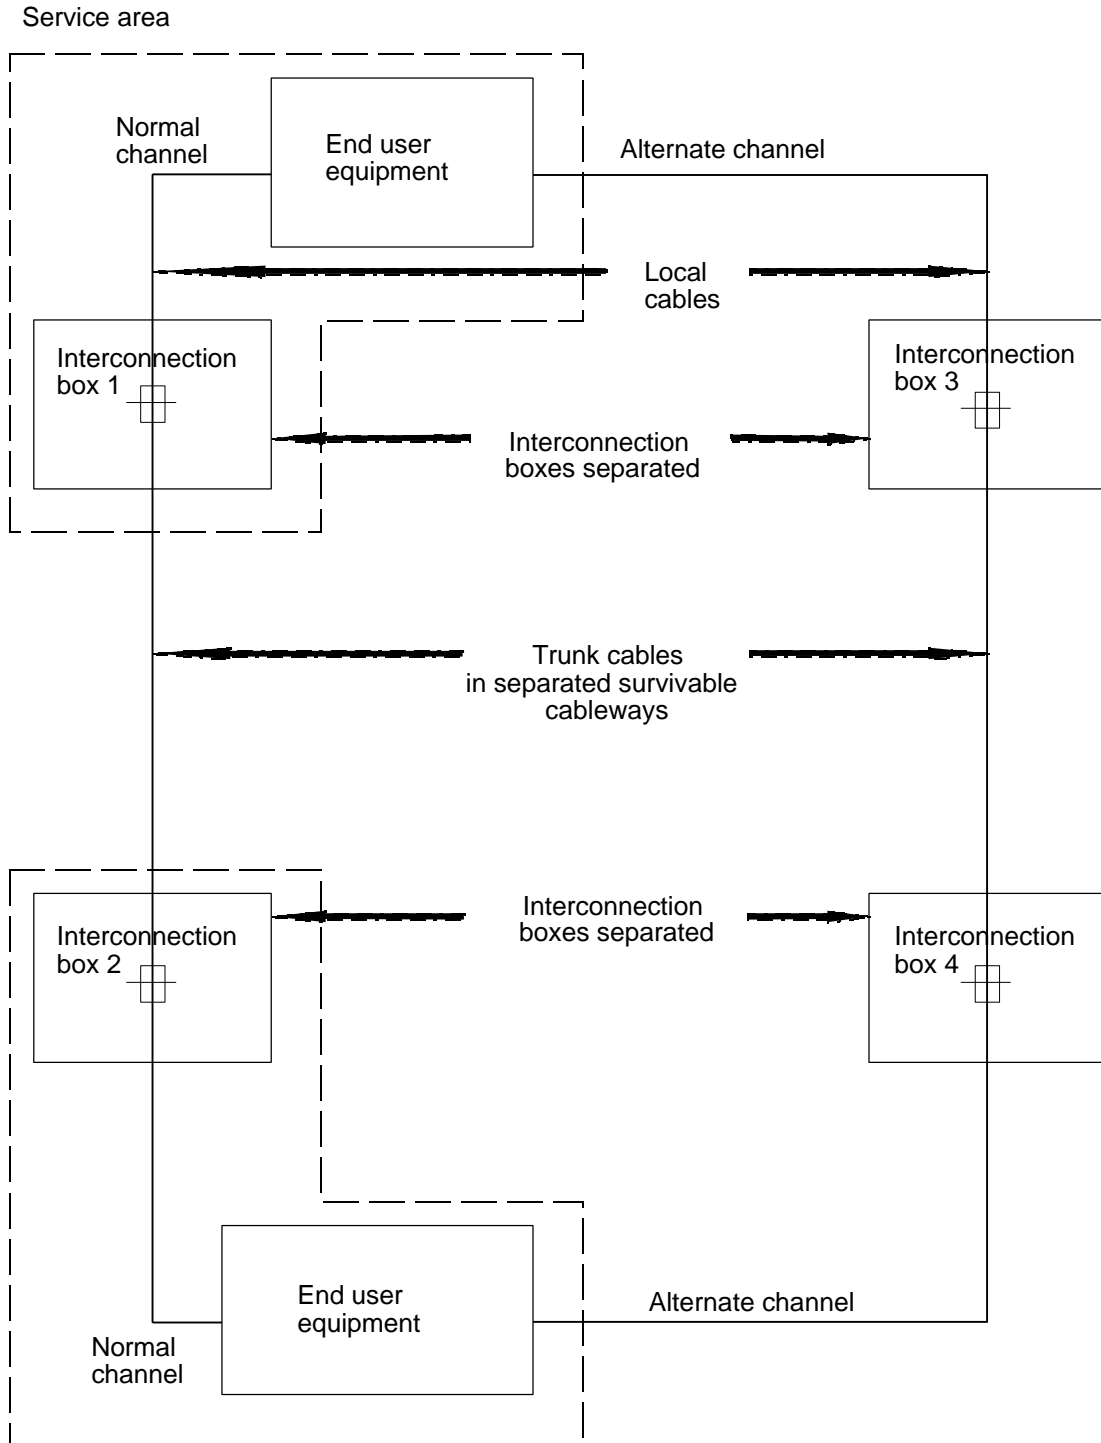 Service area
Normal
channel
End user
equipment
Alternate channel
Local
cables
Interconnection
box 1
Interconnection
box 3
Interconnection
boxes separated
Trunk cables
in separated survivable
cableways
Interconnection
box 2
Interconnection
boxes separated
Interconnection
box 4
End user
equipment
Alternate channel
Normal
channel